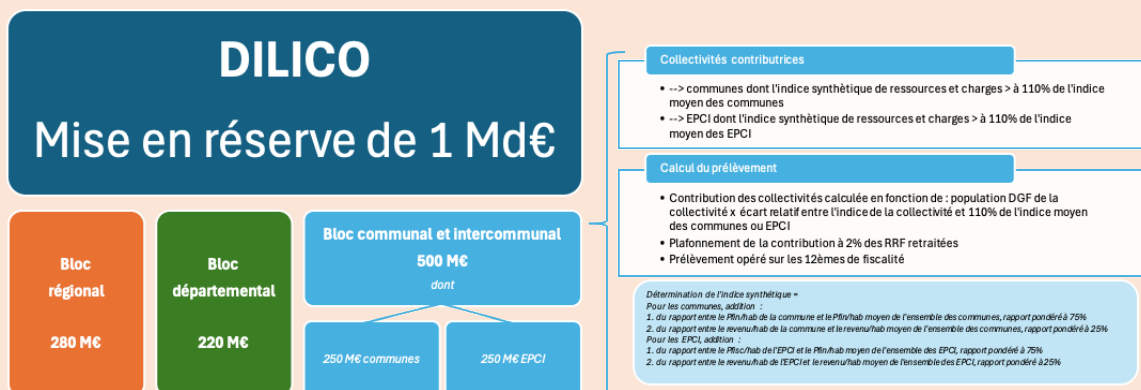 DILICO
Mise en réserve de 1 Md€
Bloc
régional
280 M€
Bloc
départemental
220 M€
Bloc communal et intercommunal
500 M€
dont
250 M€ communes
250 M€ EPCI
Collectivités contributrices
• --> communes dont l'indice synthètique de ressources et charges > à 110% de l'indice
moyen des communes
• --> EPCI dont l'indice synthètique de ressources et charges > à 110% de l'indice
moyen des EPCI
Calcul du prélèvement
• Contribution des collectivités calculée en fonction de : population DGF de la
collectivité x écart relatif entre l'indice de la collectivité et 110% de l'indice moyen
des communes ou EPCI
• Plafonnement de la contribution à 2% des RRF retraitées
• Prélèvement opéré sur les 12èmes de fiscalité
Détermination de l'indice synthétique =
Pour les communes, addition :
1. du rapport entre le Pfin/hab de la commune et le Pfin/hab moyen de l'ensemble des communes, rapport pondéré à 75%
2. du rapport entre le revenu/hab de la commune et le revenu/hab moyen de l'ensemble des communes, rapport pondéré à 25%
Pour les EPCI, addition :
1. du rapport entre le Pfisc/hab de l'EPCI et le Pfin/hab moyen de l'ensemble des EPCI, rapport pondéré à 75%
2. du rapport entre le revenu/hab de l'EPCI et le revenu/hab moyen de l'ensemble des EPCI, rapport pondéré à 25%